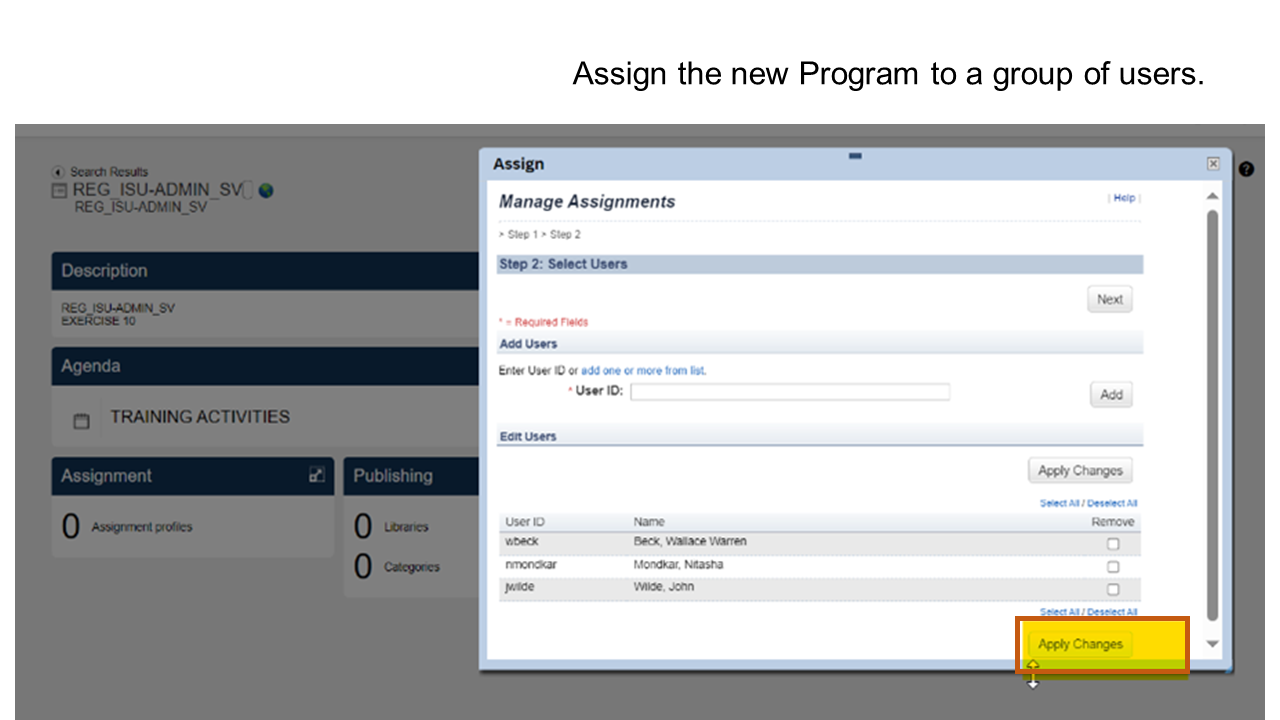 Assign the new Program to a group of users.
Search Results
REG_ISU-ADMIN_SV
REG_ISU-ADMIN_SV
Description
REG_ISU-ADMIN_SV
EXERCISE 10
Agenda
TRAINING ACTIVITIES
Assignment
0 Assignment profiles
Publishing
0 Libraries
0 Categories
Assign
Manage Assignments
| Help |
> Step 1 > Step 2
Step 2: Select Users
Next
* = Required Fields
Add Users
Enter User ID or add one or more from list.
* User ID:
Add
Edit Users
Apply Changes
Select All / Deselect All
User ID Name Remove
wbeck Beck, Wallace Warren
nmondkar Mondkar, Nitasha
jwilde Wilde, John
Select All / Deselect All
Apply Changes